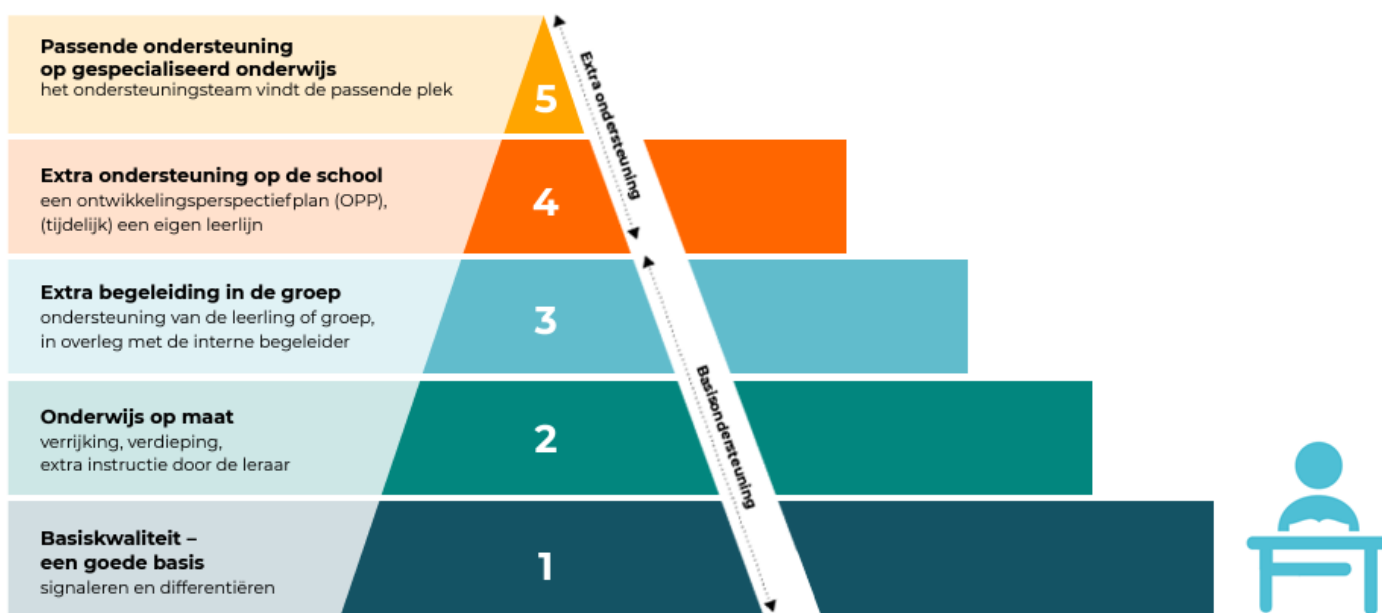 Passende ondersteuning
op gespecialiseerd onderwijs
het ondersteuningsteam vindt de passende plek
5
Extra ondersteuning
Extra ondersteuning op de school
een ontwikkelingsperspectiefplan (OPP),
(tijdelijk) een eigen leerlijn
4
Extra begeleiding in de groep
ondersteuning van de leerling of groep,
in overleg met de interne begeleider
3
Basisondersteuning
Onderwijs op maat
verrijking, verdieping,
extra instructie door de leraar
2
Basiskwaliteit –
een goede basis
signaleren en differentiëren
1